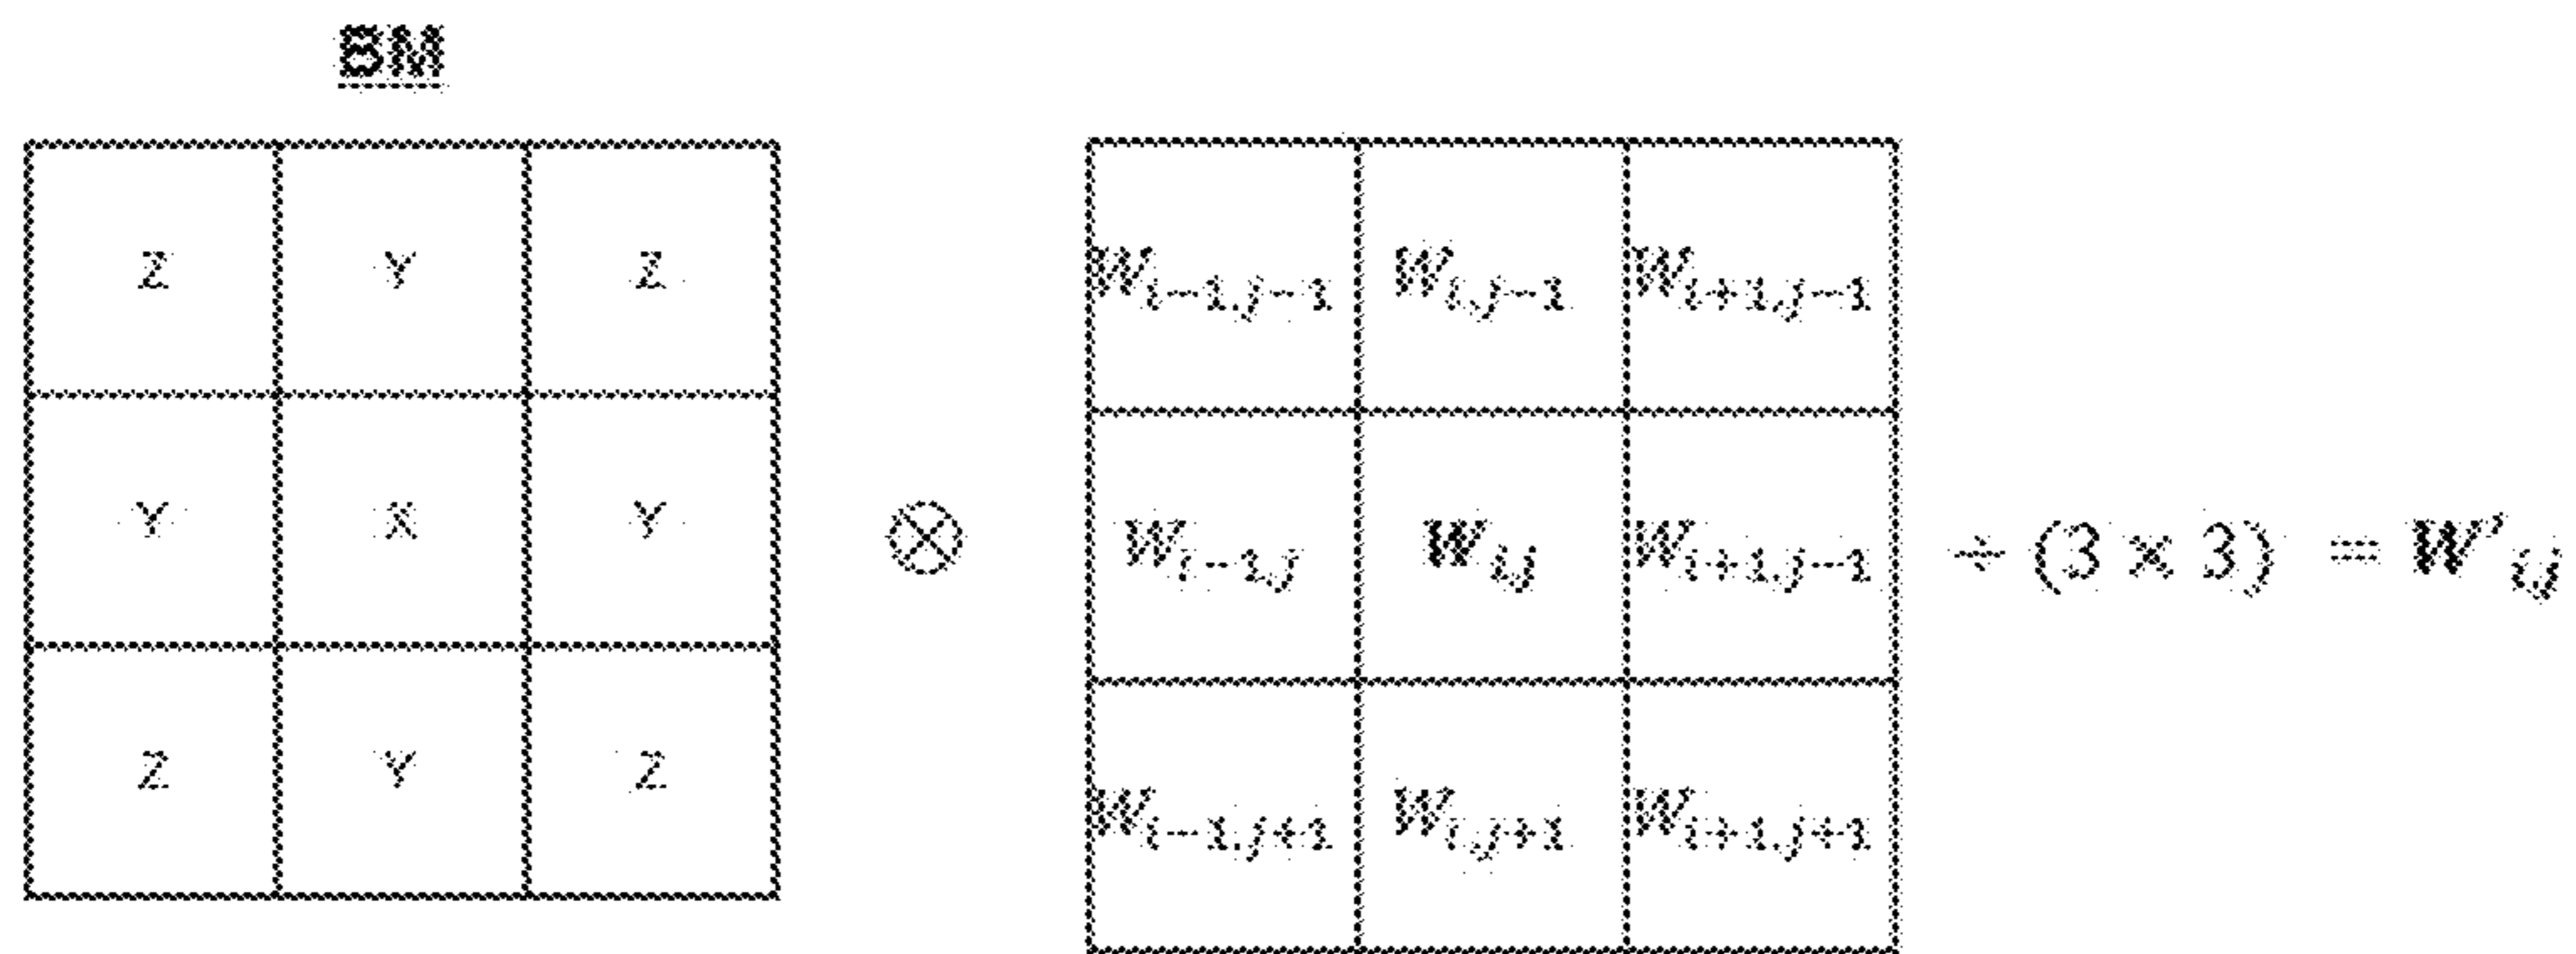 BM
Z Y Z W_{i-1,j-1} W_{i,j-1} W_{i+1,j-1}
Y X Y ⊗ W_{i-1,j} W_{i,j} W_{i+1,j-1} ÷ (3 × 3) = W'_{i,j}
Z Y Z W_{i-1,j+1} W_{i,j+1} W_{i+1,j+1}